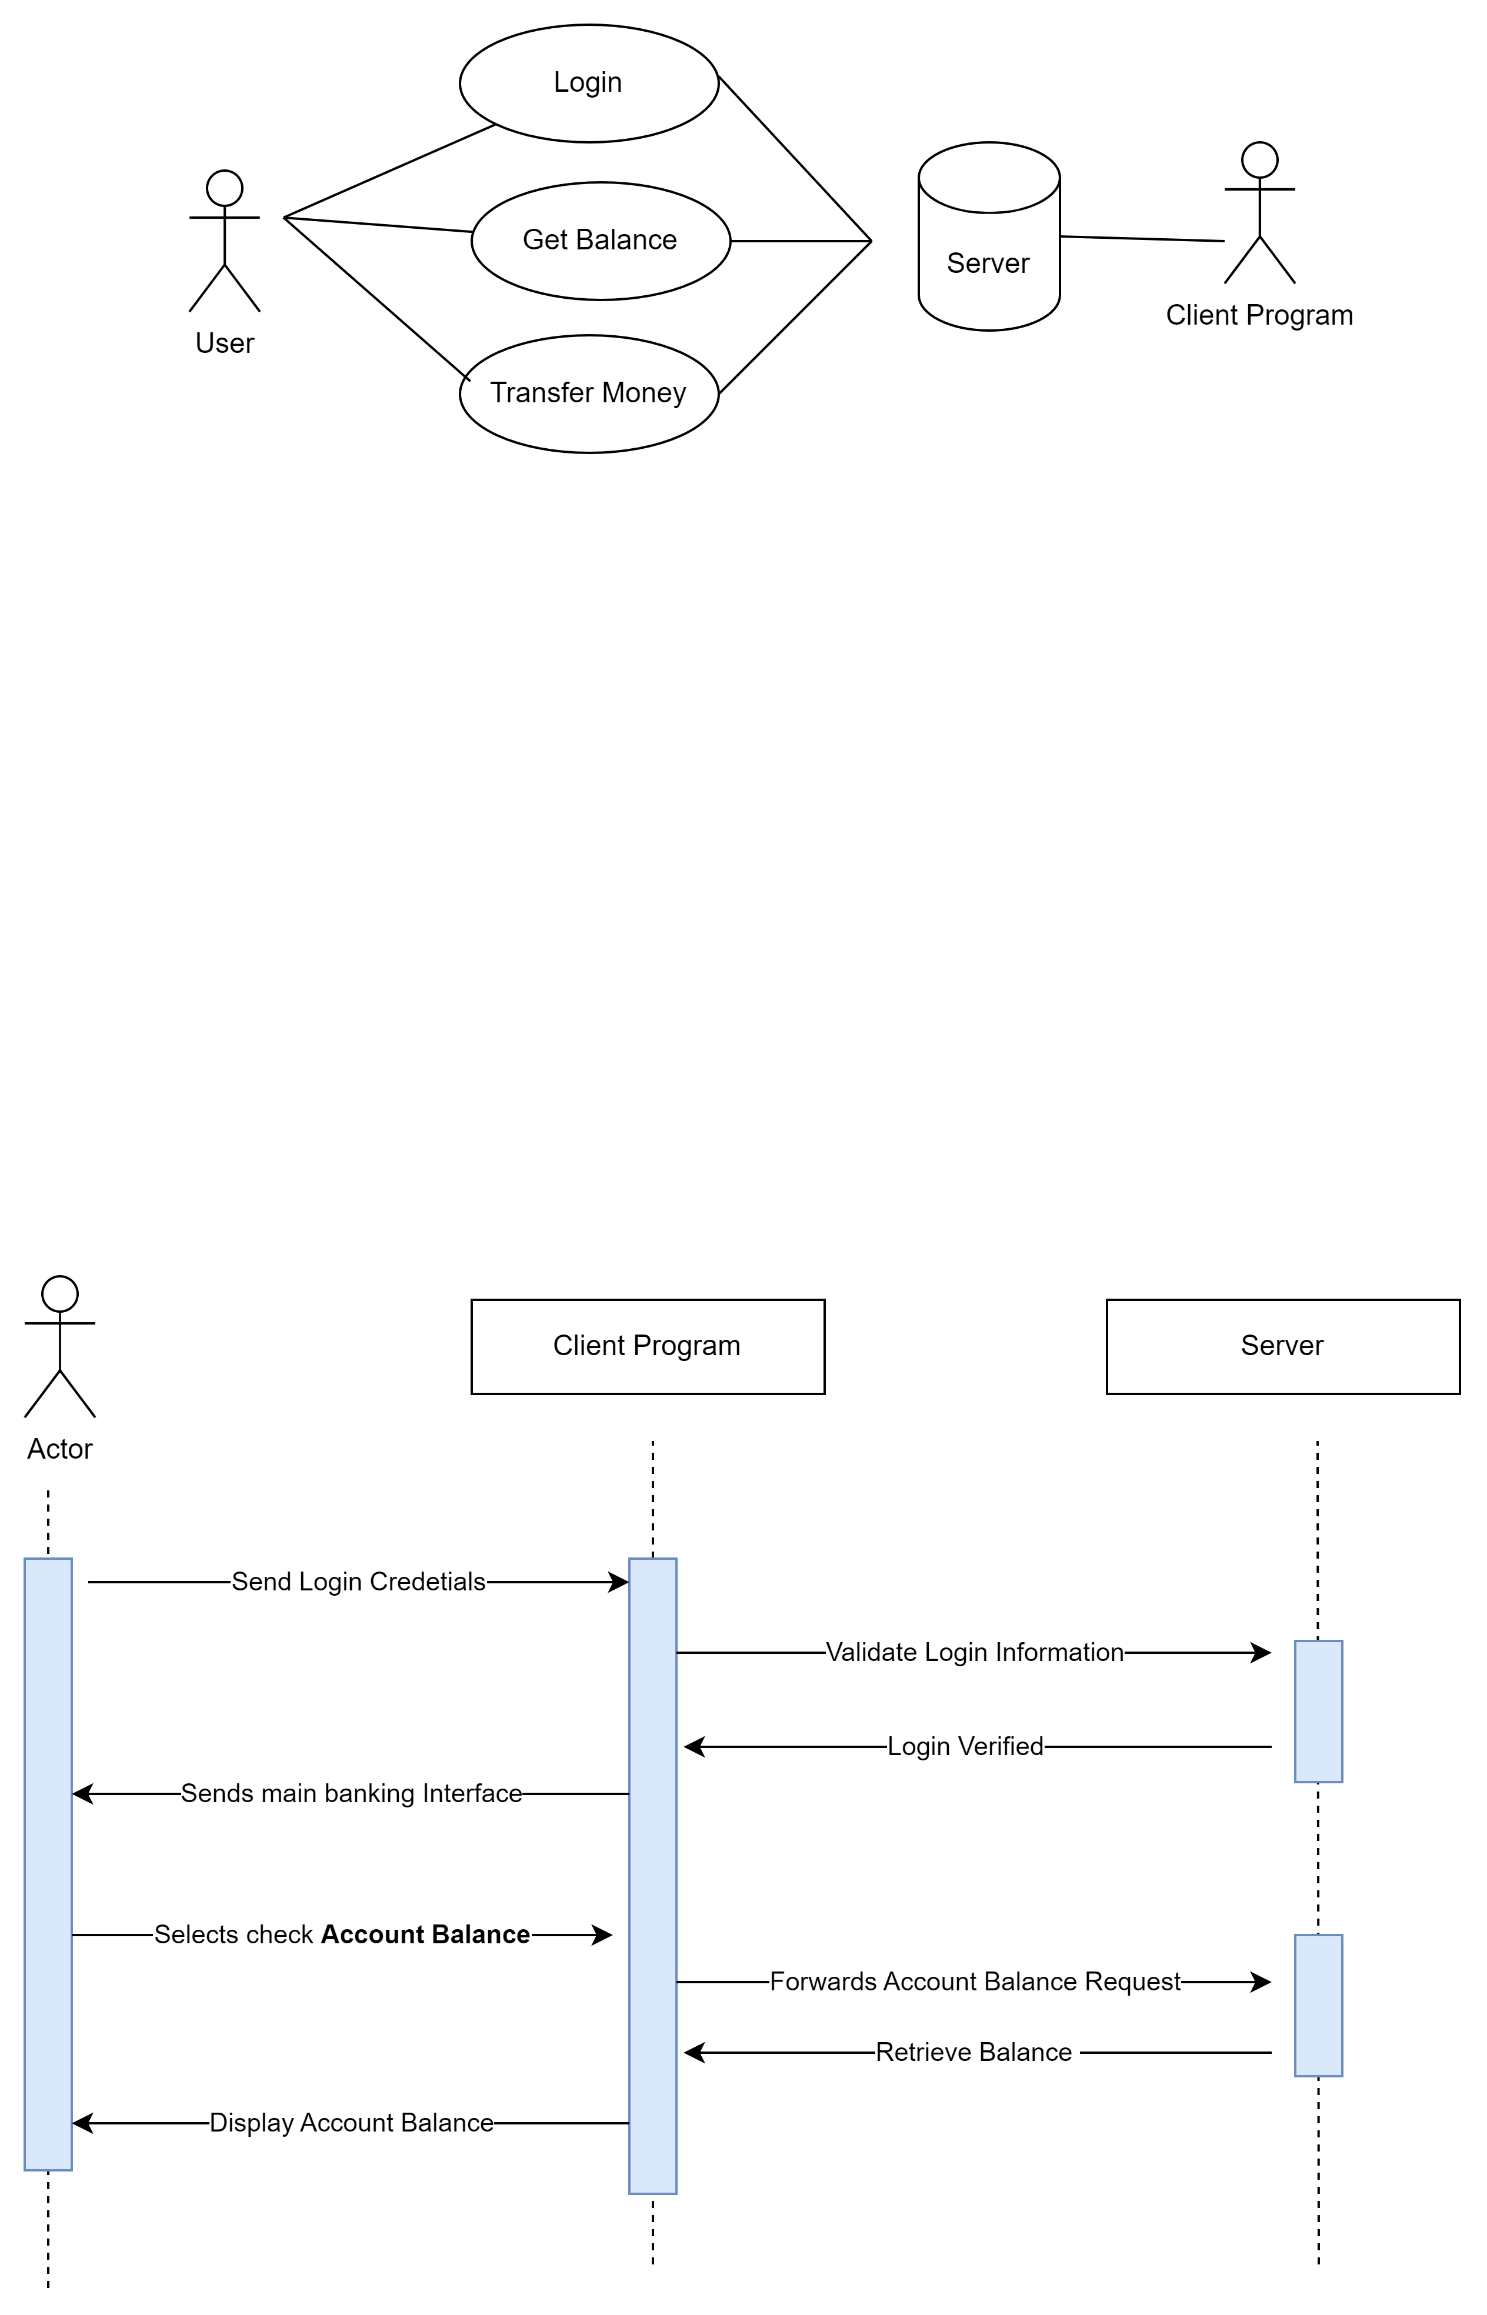 Login
Get Balance
Server
Client Program
User
Transfer Money
Client Program
Server
Actor
Send Login Credetials
Validate Login Information
Login Verified
Sends main banking Interface
Selects check Account Balance
Forwards Account Balance Request
Retrieve Balance
Display Account Balance